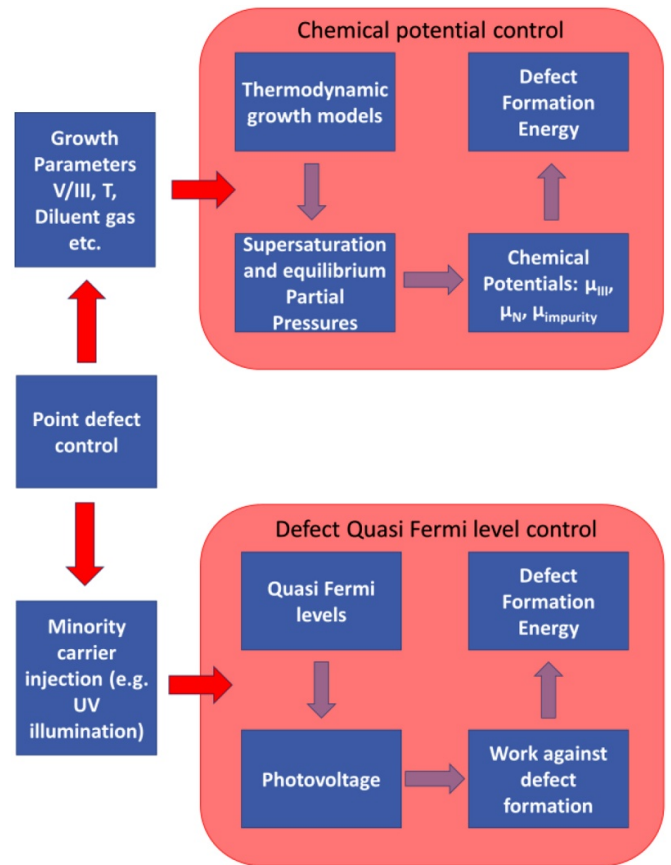 Chemical potential control
Thermodynamic
growth models
Defect
Formation
Energy
Growth
Parameters
V/III, T,
Diluent gas
etc.
Supersaturation
and equilibrium
Partial
Pressures
Chemical
Potentials: μIII,
μN, μimpurity
Point defect
control
Defect Quasi Fermi level control
Quasi Fermi
levels
Defect
Formation
Energy
Minority
carrier
injection (e.g.
UV
illumination)
Photovoltage
Work against
defect
formation